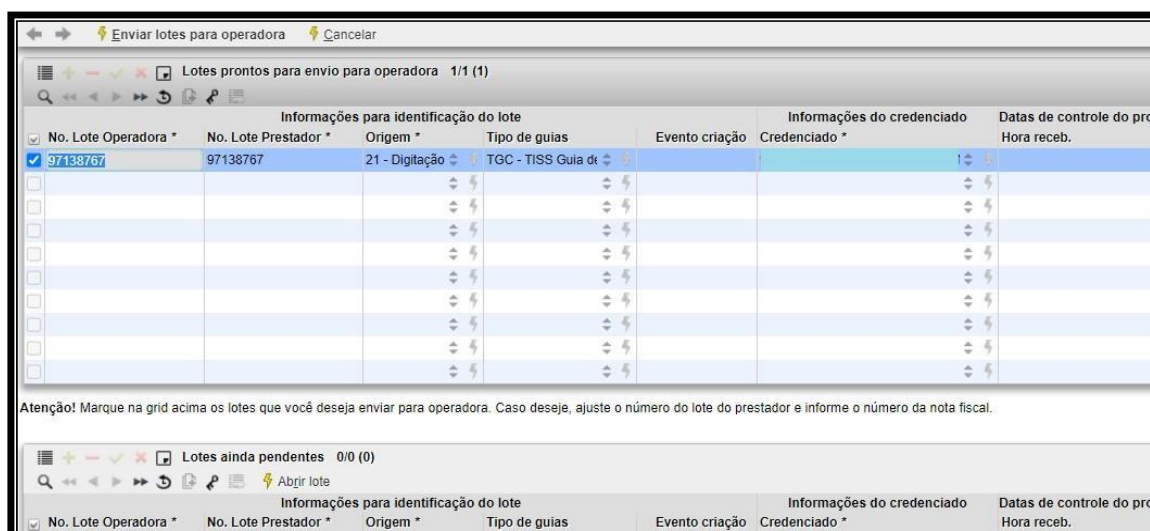 Enviar lotes para operadora Cancelar
Lotes prontos para envio para operadora 1/1 (1)
Informações para identificação do lote Informações do credenciado Datas de controle do pro
No. Lote Operadora * No. Lote Prestador * Origem * Tipo de guias Evento criação Credenciado * Hora receb.
97138767 97138767 21 - Digitação TGC - TISS Guia de
Atenção! Marque na grid acima os lotes que você deseja enviar para operadora. Caso deseje, ajuste o número do lote do prestador e informe o número da nota fiscal.
Lotes ainda pendentes 0/0 (0)
Abrir lote
Informações para identificação do lote Informações do credenciado Datas de controle do pro
No. Lote Operadora * No. Lote Prestador * Origem * Tipo de guias Evento criação Credenciado * Hora receb.